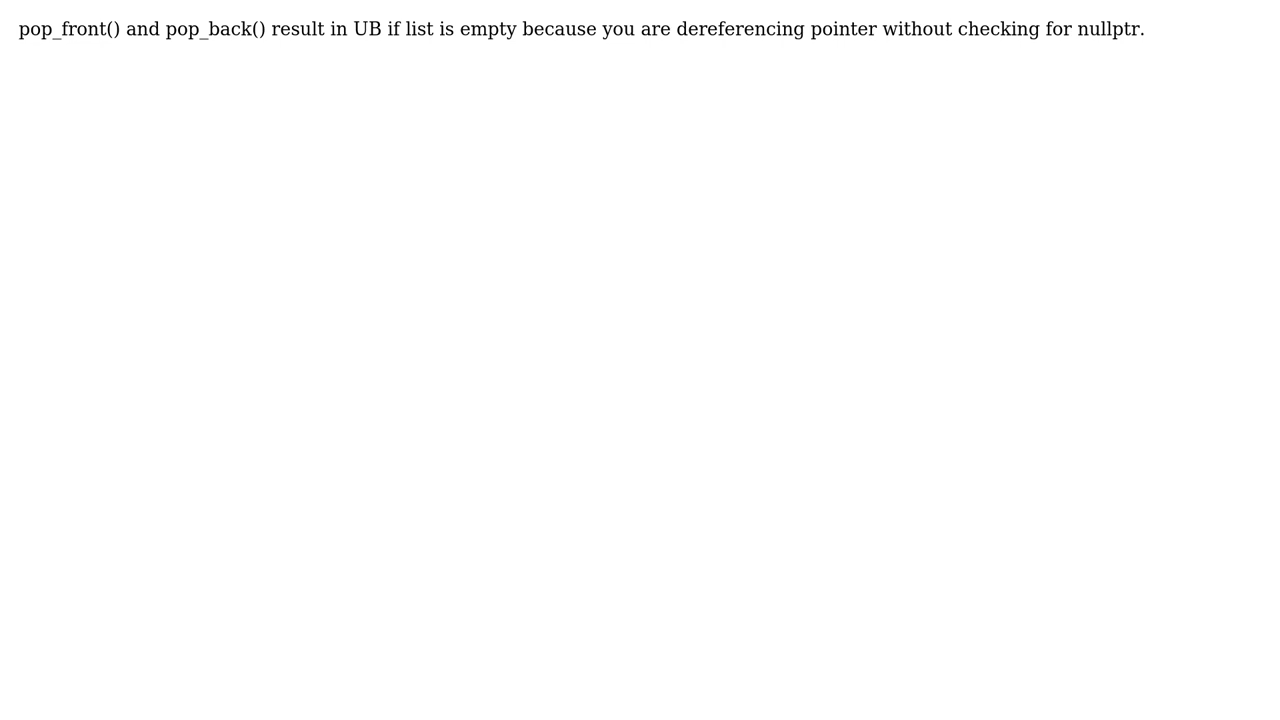 pop_front() and pop_back() result in UB if list is empty because you are dereferencing pointer without checking for nullptr.